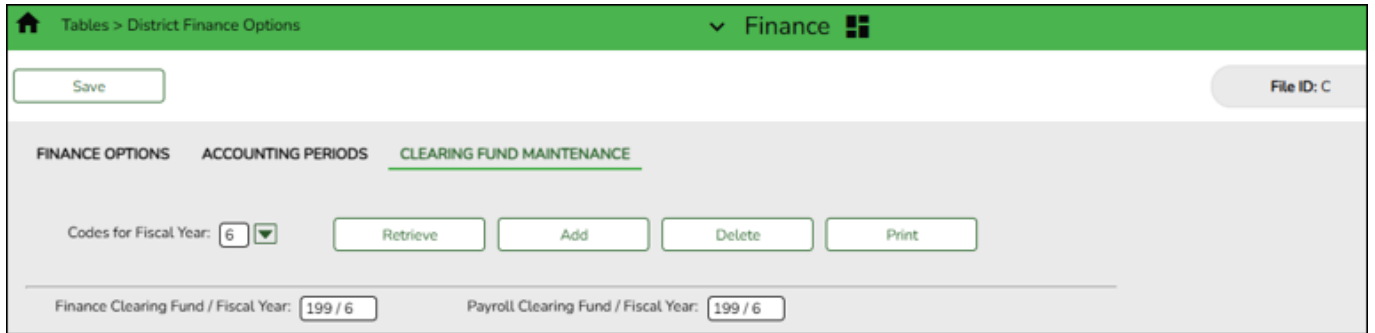 Tables > District Finance Options
Finance
Save
File ID: C
FINANCE OPTIONS ACCOUNTING PERIODS CLEARING FUND MAINTENANCE
Codes for Fiscal Year: 6 Retrieve Add Delete Print
Finance Clearing Fund / Fiscal Year: 199 / 6 Payroll Clearing Fund / Fiscal Year: 199 / 6